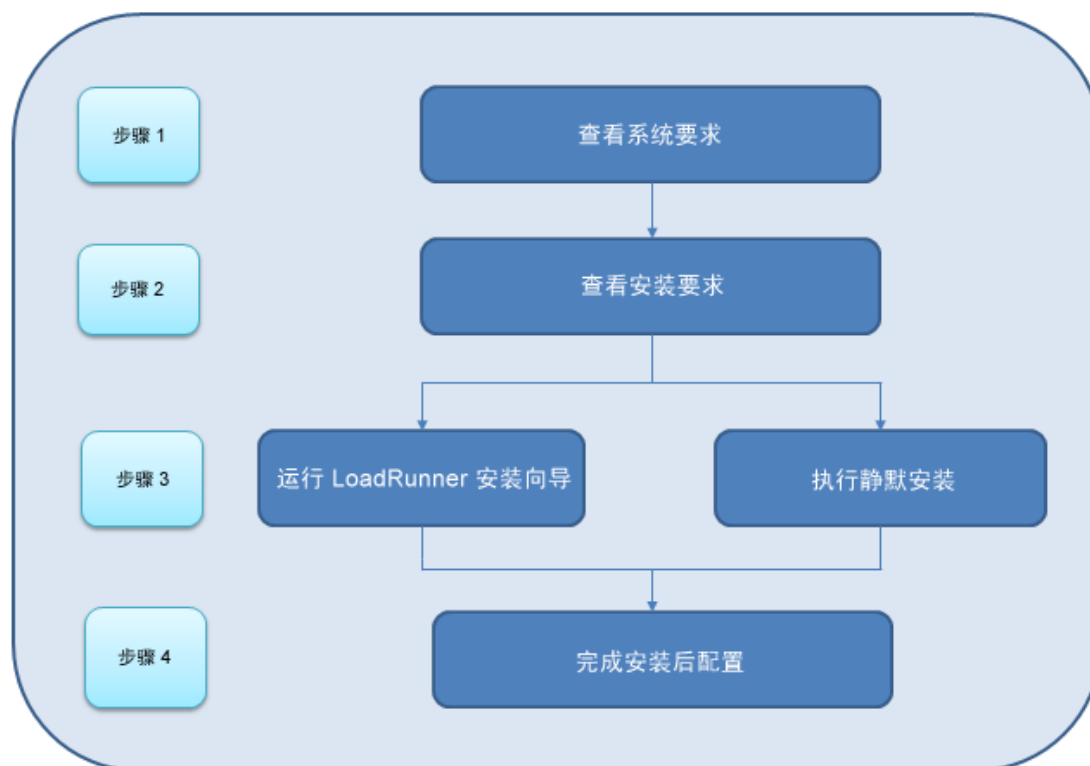 步骤 1
查看系统要求
步骤 2
查看安装要求
步骤 3
运行 LoadRunner 安装向导
执行静默安装
步骤 4
完成安装后配置